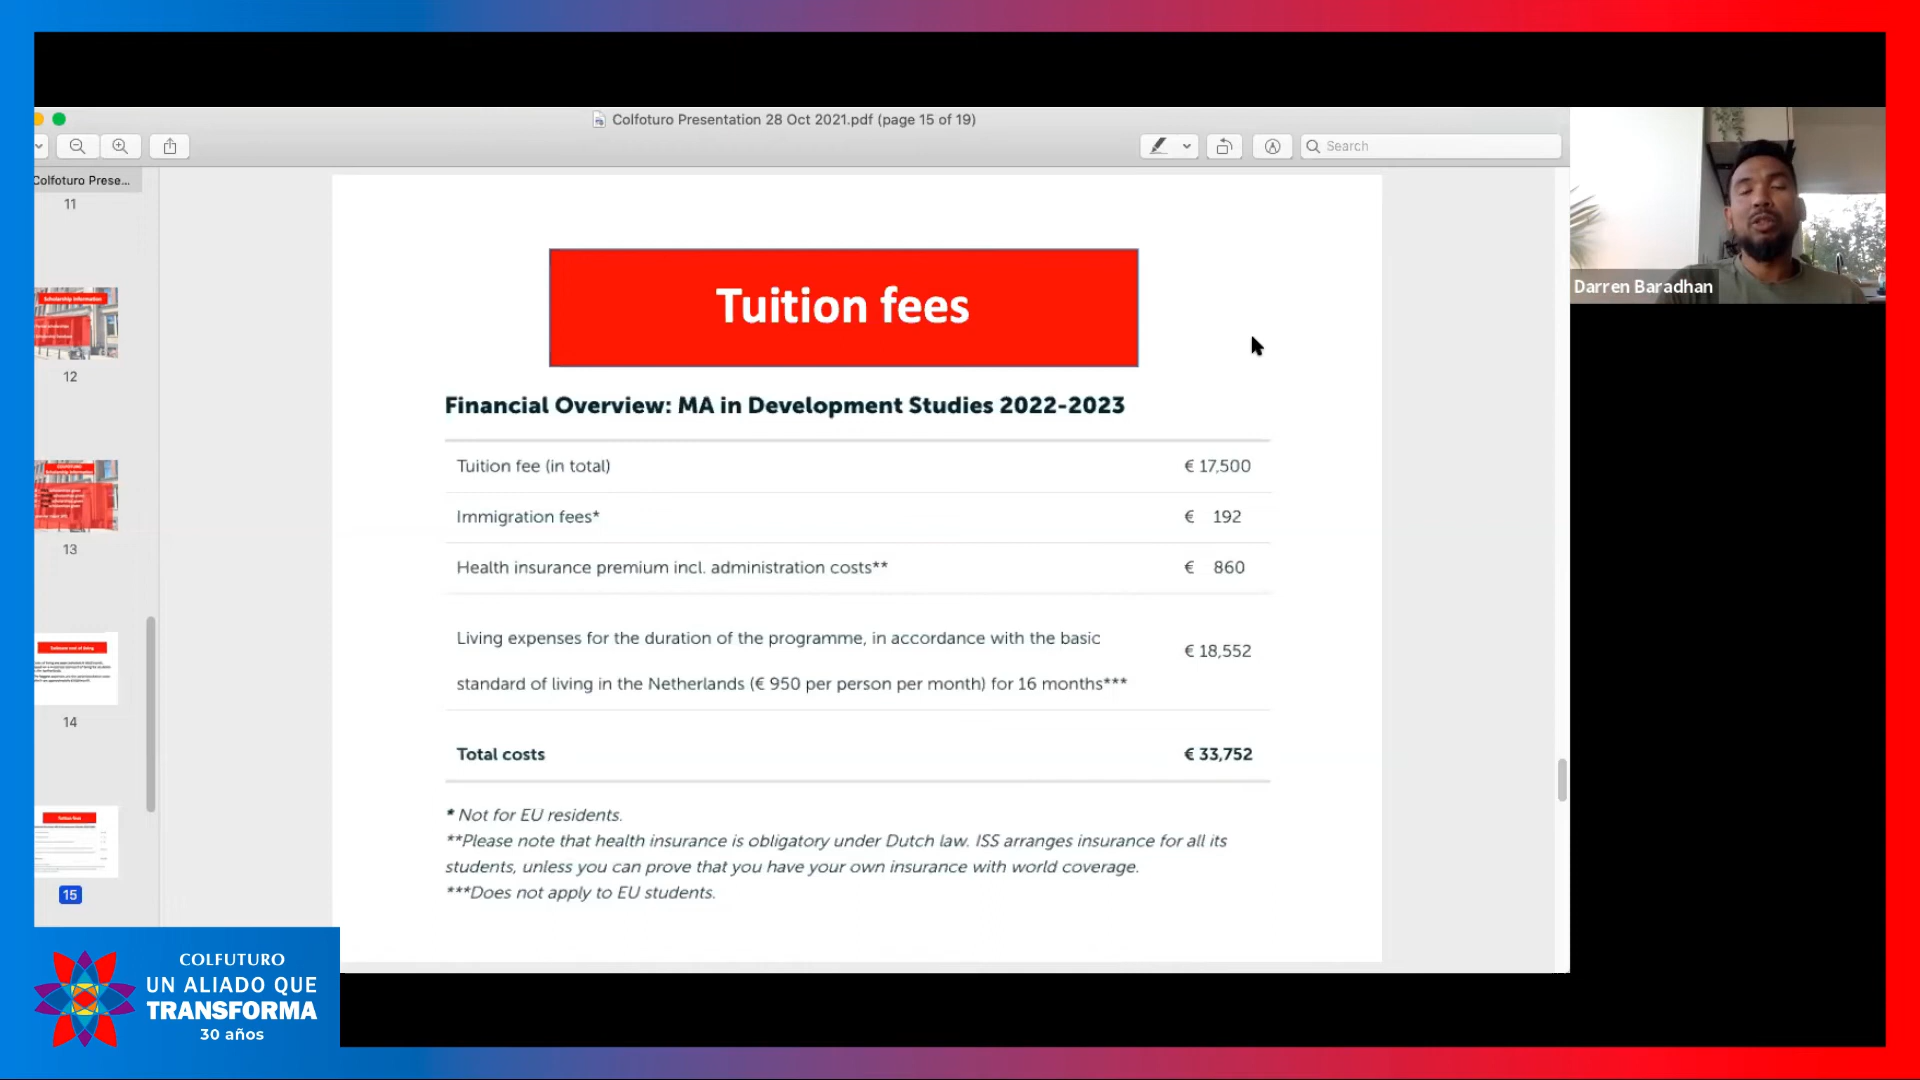 Colfoturo Presentation 28 Oct 2021.pdf (page 15 of 19)
Search
Colfoturo Prese...
11
Scholarship information
12
13
14
Tuition fees
15
Tuition fees
Financial Overview: MA in Development Studies 2022-2023
Tuition fee (in total) € 17,500
Immigration fees* € 192
Health insurance premium incl. administration costs** € 860
Living expenses for the duration of the programme, in accordance with the basic
€ 18,552
standard of living in the Netherlands (€ 950 per person per month) for 16 months***
Total costs € 33,752
* Not for EU residents.
**Please note that health insurance is obligatory under Dutch law. ISS arranges insurance for all its
students, unless you can prove that you have your own insurance with world coverage.
***Does not apply to EU students.
Darren Baradhan
COLFUTURO
UN ALIADO QUE
TRANSFORMA
30 años